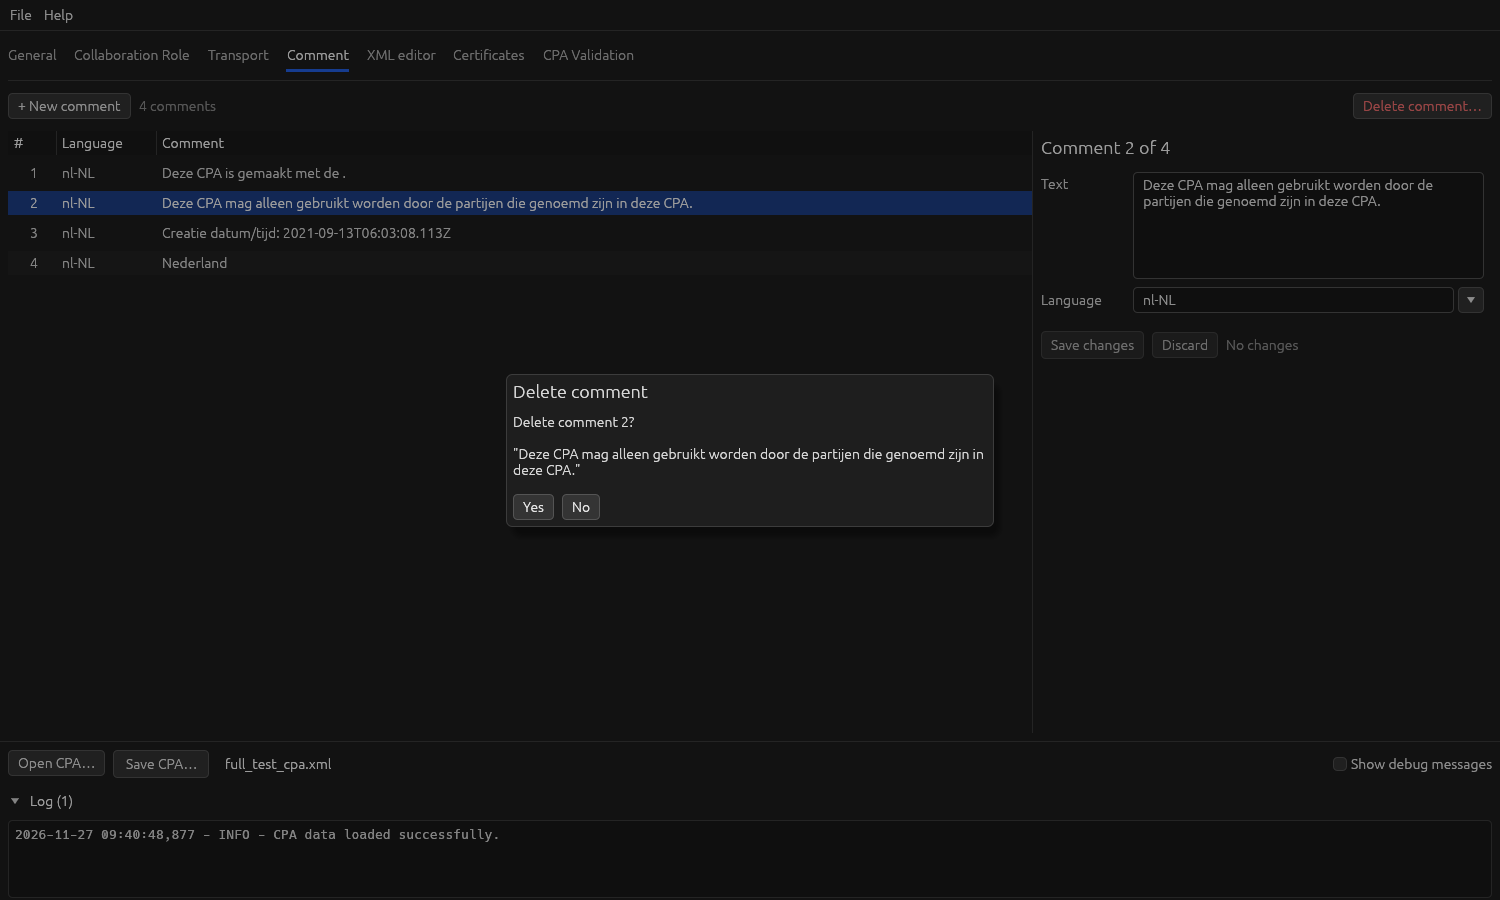 File Help
General Collaboration Role Transport Comment XML editor Certificates CPA Validation
+ New comment 4 comments Delete comment...
# Language Comment
1 nl-NL Deze CPA is gemaakt met de .
2 nl-NL Deze CPA mag alleen gebruikt worden door de partijen die genoemd zijn in deze CPA.
3 nl-NL Creatie datum/tijd: 2021-09-13T06:03:08.113Z
4 nl-NL Nederland
Comment 2 of 4
Text Deze CPA mag alleen gebruikt worden door de
partijen die genoemd zijn in deze CPA.
Language nl-NL
Save changes Discard No changes
Delete comment
Delete comment 2?
"Deze CPA mag alleen gebruikt worden door de partijen die genoemd zijn in
deze CPA."
Yes No
Open CPA... Save CPA... full_test_cpa.xml Show debug messages
Log (1)
2026-11-27 09:40:48,877 - INFO - CPA data loaded successfully.